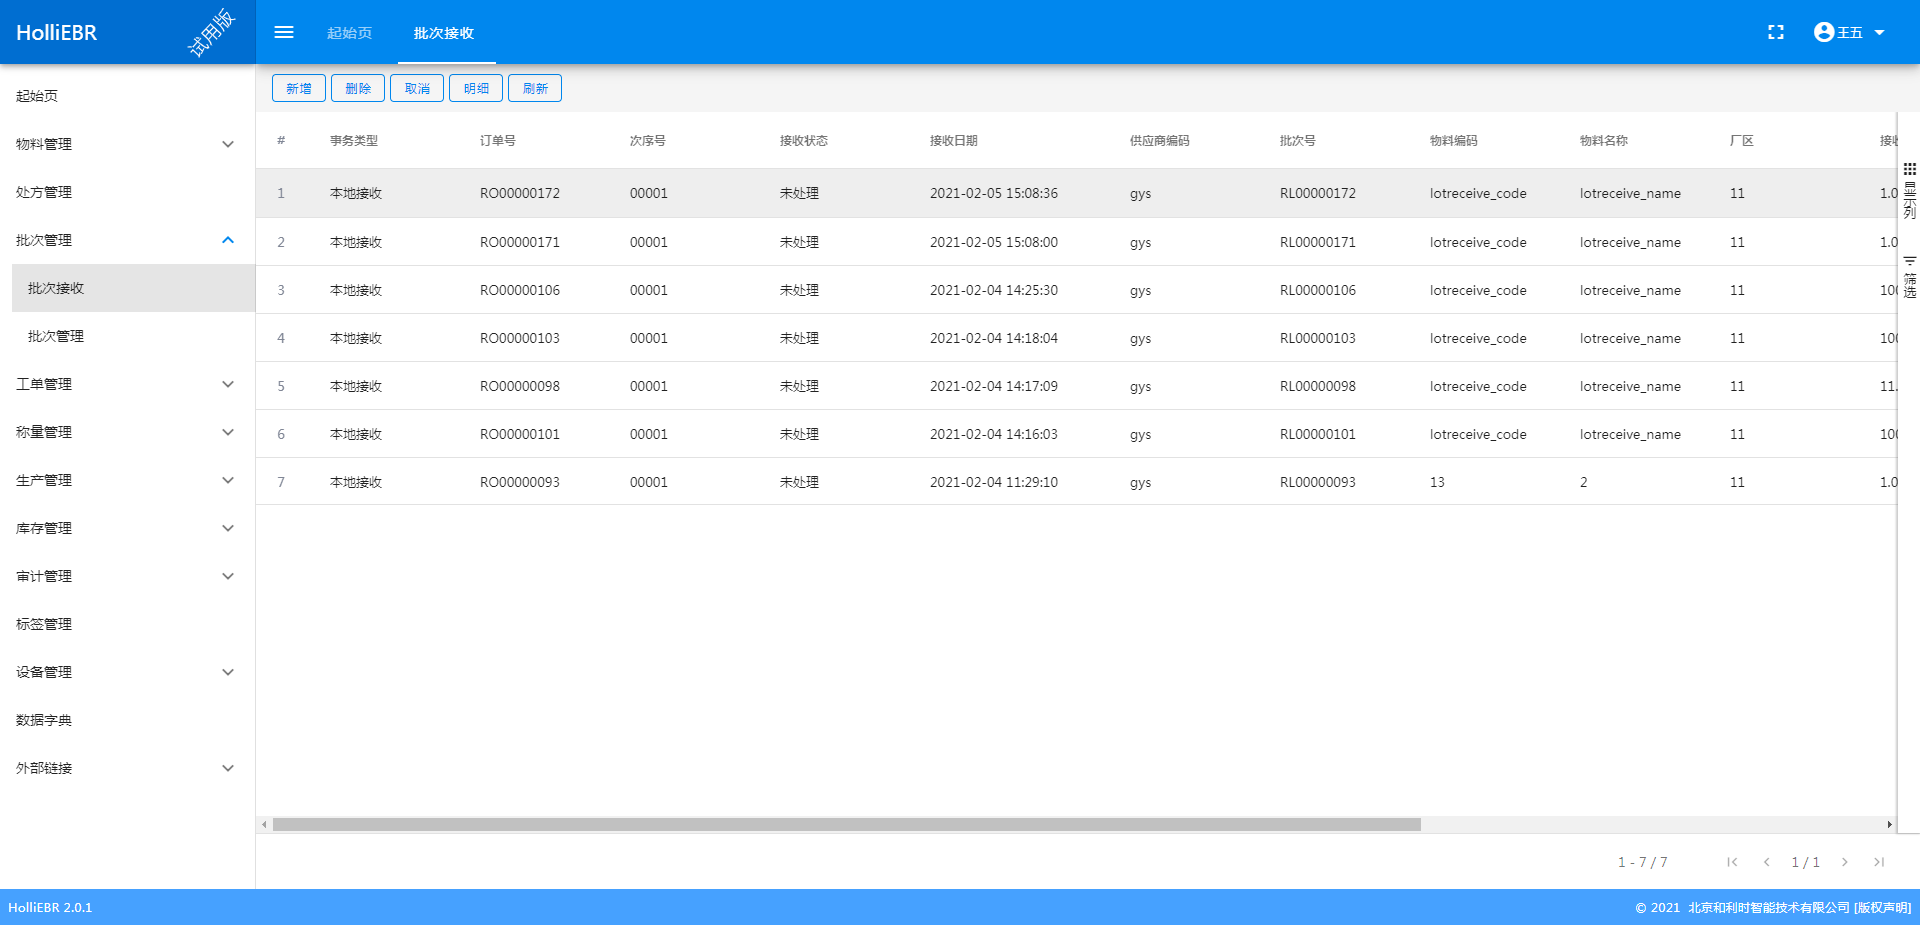 HolliEBR 试用版
起始页 批次接收
王五
起始页
物料管理
处方管理
批次管理
批次接收
批次管理
工单管理
称量管理
生产管理
库存管理
审计管理
标签管理
设备管理
数据字典
外部链接
新增 删除 取消 明细 刷新
# 事务类型 订单号 次序号 接收状态 接收日期 供应商编码 批次号 物料编码 物料名称 厂区 接收
1 本地接收 RO00000172 00001 未处理 2021-02-05 15:08:36 gys RL00000172 lotreceive_code lotreceive_name 11 1.0
2 本地接收 RO00000171 00001 未处理 2021-02-05 15:08:00 gys RL00000171 lotreceive_code lotreceive_name 11 1.0
3 本地接收 RO00000106 00001 未处理 2021-02-04 14:25:30 gys RL00000106 lotreceive_code lotreceive_name 11 100
4 本地接收 RO00000103 00001 未处理 2021-02-04 14:18:04 gys RL00000103 lotreceive_code lotreceive_name 11 100
5 本地接收 RO00000098 00001 未处理 2021-02-04 14:17:09 gys RL00000098 lotreceive_code lotreceive_name 11 11.
6 本地接收 RO00000101 00001 未处理 2021-02-04 14:16:03 gys RL00000101 lotreceive_code lotreceive_name 11 100
7 本地接收 RO00000093 00001 未处理 2021-02-04 11:29:10 gys RL00000093 13 2 11 1.0
显示列
筛选
1 - 7 / 7 1 / 1
HolliEBR 2.0.1
© 2021 北京和利时智能技术有限公司 [版权声明]